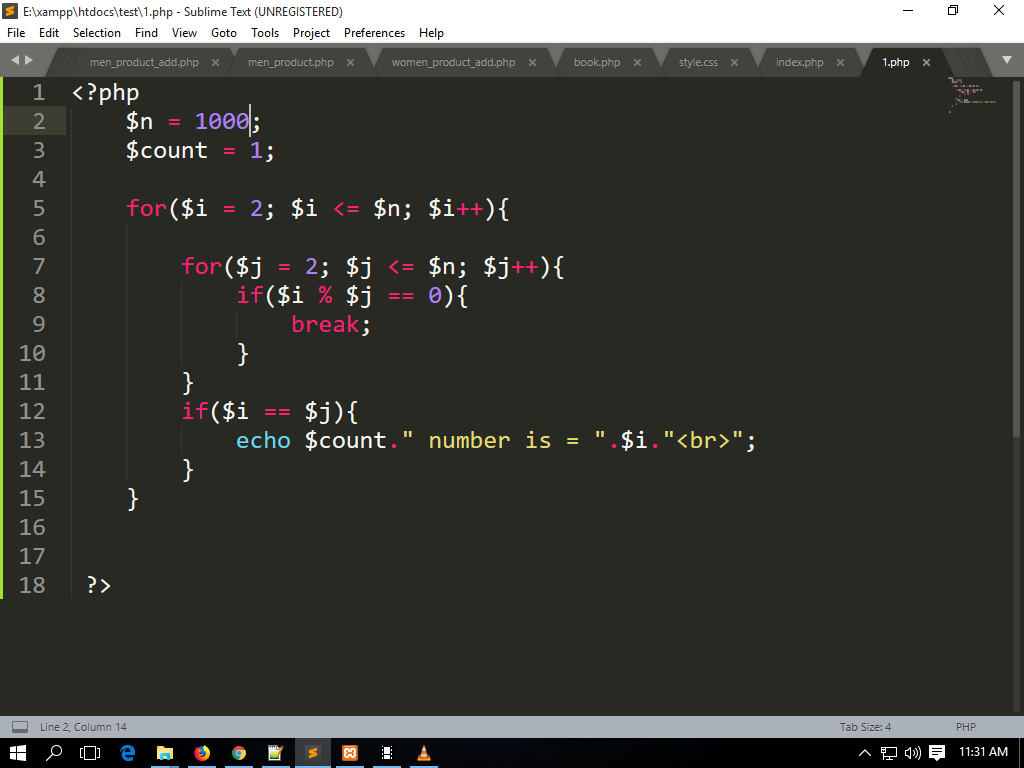 E:\xampp\htdocs\test\1.php - Sublime Text (UNREGISTERED)
File Edit Selection Find View Goto Tools Project Preferences Help
men_product_add.php men_product.php women_product_add.php book.php style.css index.php 1.php
1 <?php
2 $n = 1000;
3 $count = 1;
4
5 for($i = 2; $i <= $n; $i++){
6
7 for($j = 2; $j <= $n; $j++){
8 if($i % $j == 0){
9 break;
10 }
11 }
12 if($i == $j){
13 echo $count." number is = ".$i."<br>";
14 }
15 }
16
17
18 ?>
Line 2, Column 14 Tab Size: 4 PHP
11:31 AM